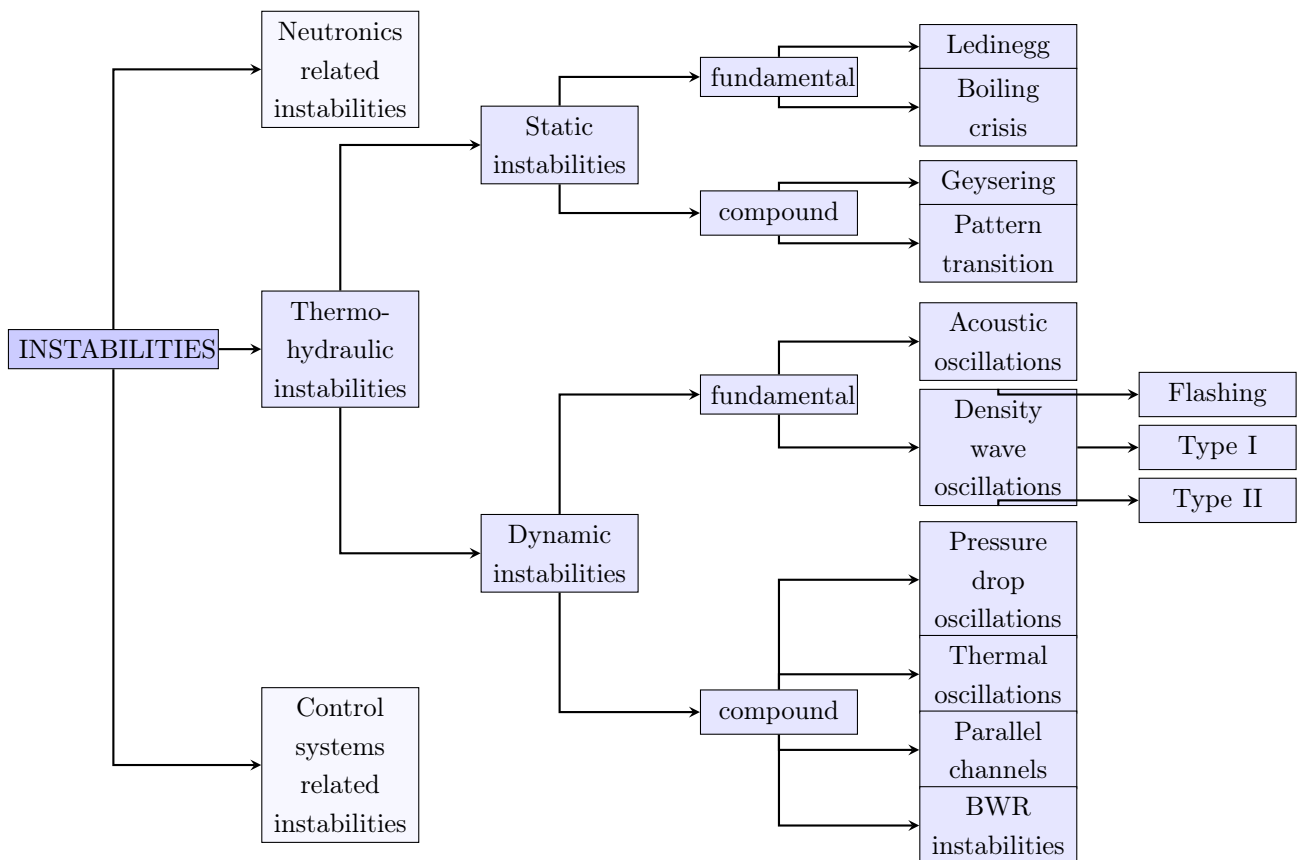 Neutronics
related
instabilities
INSTABILITIES
Thermo-
hydraulic
instabilities
Control
systems
related
instabilities
Static
instabilities
Dynamic
instabilities
fundamental
compound
fundamental
compound
Ledinegg
Boiling
crisis
Geysering
Pattern
transition
Acoustic
oscillations
Density
wave
oscillations
Pressure
drop
oscillations
Thermal
oscillations
Parallel
channels
BWR
instabilities
Flashing
Type I
Type II